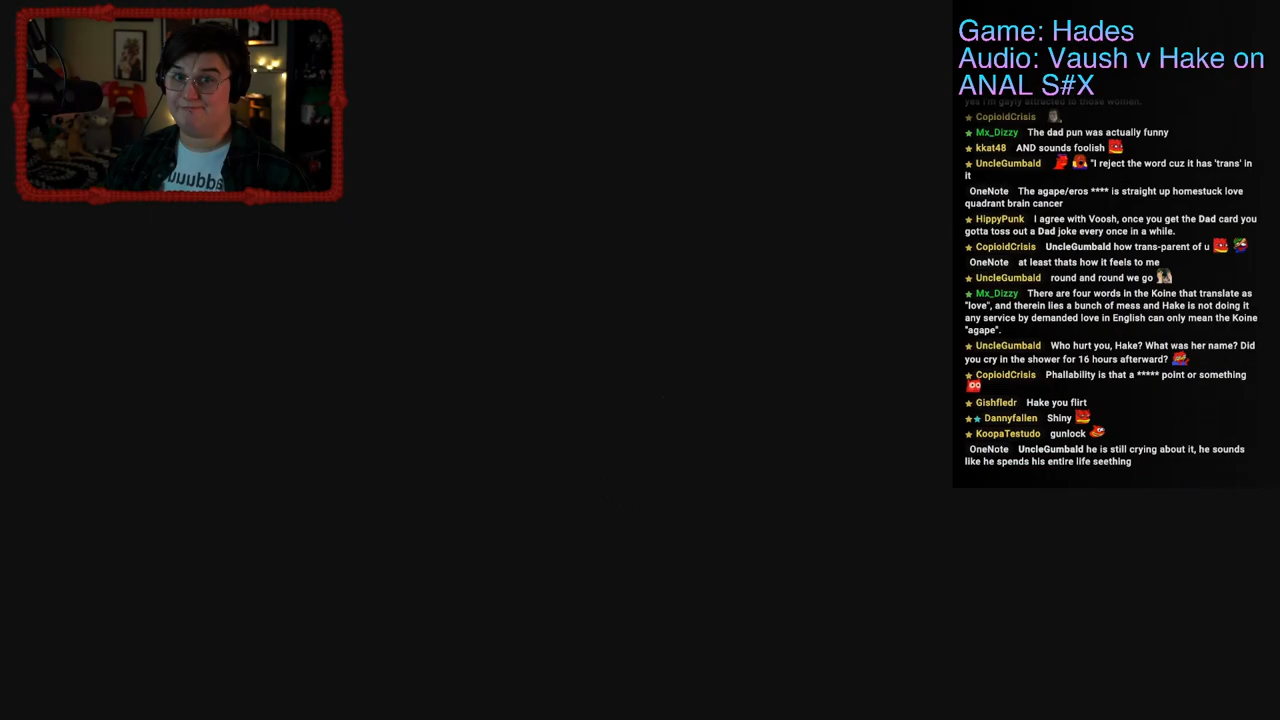 Game: Hades
Audio: Vaush v Hake on
ANAL S#X
yes I'm gayly attracted to those women.
CopioidCrisis
Mx_Dizzy The dad pun was actually funny
kkat48 AND sounds foolish
UncleGumbald "I reject the word cuz it has 'trans' in
it
OneNote The agape/eros **** is straight up homestuck love
quadrant brain cancer
HippyPunk I agree with Voosh, once you get the Dad card you
gotta toss out a Dad joke every once in a while.
CopioidCrisis UncleGumbald how trans-parent of u
OneNote at least thats how it feels to me
UncleGumbald round and round we go
Mx_Dizzy There are four words in the Koine that translate as
"love", and therein lies a bunch of mess and Hake is not doing it
any service by demanded love in English can only mean the Koine
"agape".
UncleGumbald Who hurt you, Hake? What was her name? Did
you cry in the shower for 16 hours afterward?
CopioidCrisis Phallability is that a ***** point or something
Gishfledr Hake you flirt
Dannyfallen Shiny
KoopaTestudo gunlock
OneNote UncleGumbald he is still crying about it, he sounds
like he spends his entire life seething